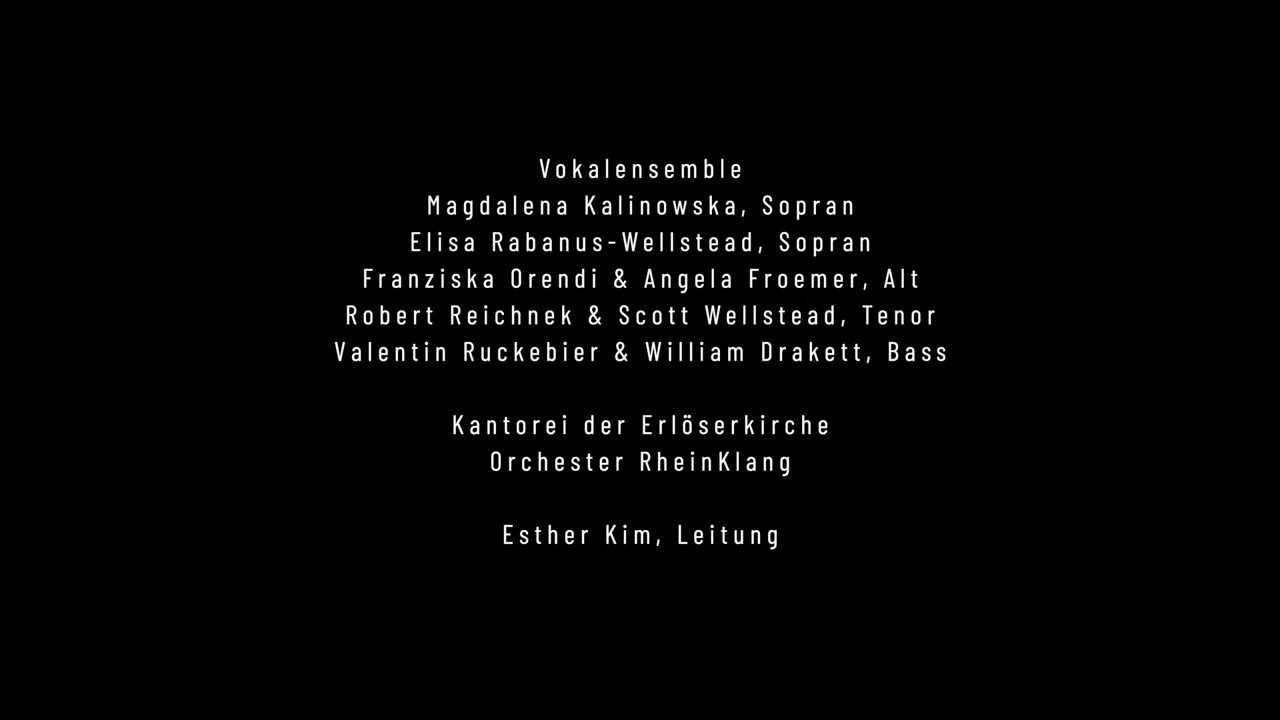 Vokalensemble
Magdalena Kalinowska, Sopran
Elisa Rabanus-Wellstead, Sopran
Franziska Orendi & Angela Froemer, Alt
Robert Reichnek & Scott Wellstead, Tenor
Valentin Ruckebier & William Drakett, Bass
Kantorei der Erlöserkirche
Orchester RheinKlang
Esther Kim, Leitung